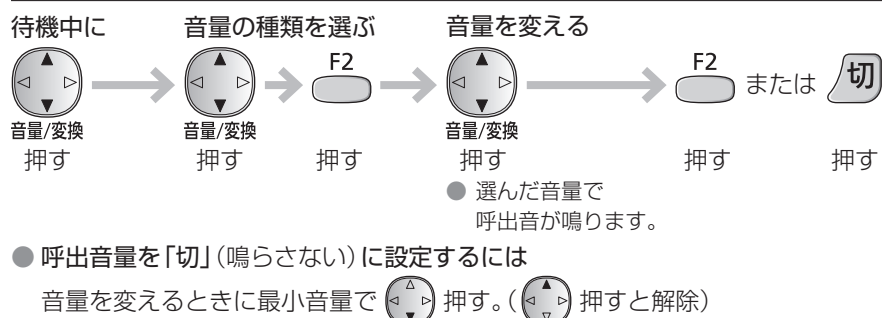 待機中に 音量の種類を選ぶ 音量を変える
F2 F2 または 切
音量/変換 音量/変換 音量/変換
押す 押す 押す 押す 押す 押す
● 選んだ音量で
呼出音が鳴ります。
● 呼出音量を「切」(鳴らさない)に設定するには
音量を変えるときに最小音量で 押す。( 押すと解除)